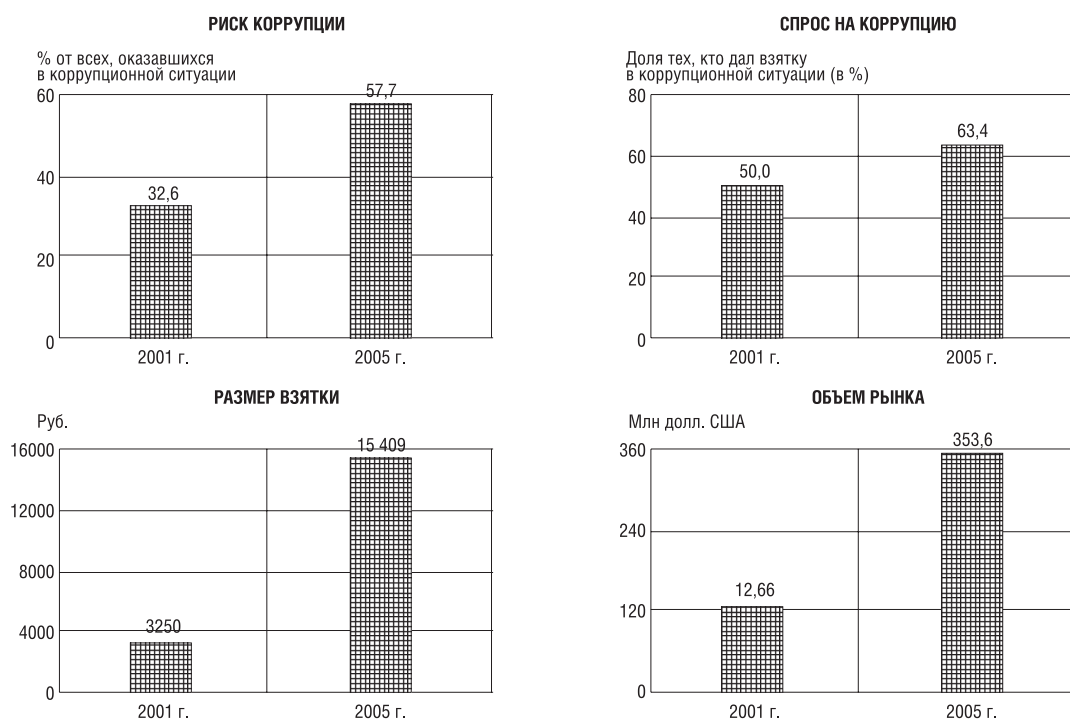 РИСК КОРРУПЦИИ
% от всех, оказавшихся
в коррупционной ситуации
60
40
20
0
32,6
57,7
2001 г.
2005 г.
СПРОС НА КОРРУПЦИЮ
Доля тех, кто дал взятку
в коррупционной ситуации (в %)
80
60
40
20
0
50,0
63,4
2001 г.
2005 г.
РАЗМЕР ВЗЯТКИ
Руб.
16000
12000
8000
4000
0
3250
15 409
2001 г.
2005 г.
ОБЪЕМ РЫНКА
Млн долл. США
360
240
120
0
12,66
353,6
2001 г.
2005 г.